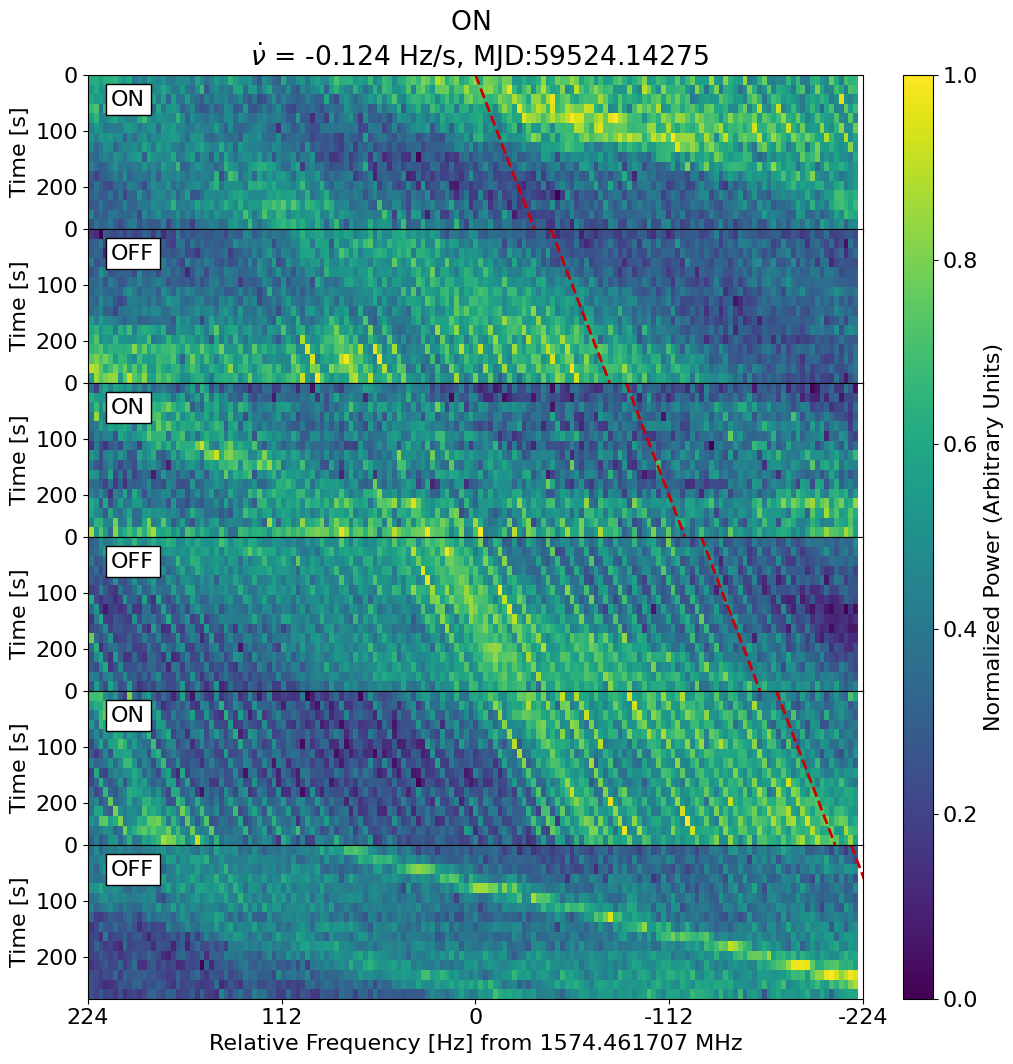 ON
ν̇ = -0.124 Hz/s, MJD:59524.14275
0
100
200
Time [s]
ON
0
100
200
Time [s]
OFF
0
100
200
Time [s]
ON
0
100
200
Time [s]
OFF
0
100
200
Time [s]
ON
0
100
200
Time [s]
OFF
224
112
0
-112
-224
Relative Frequency [Hz] from 1574.461707 MHz
1.0
0.8
0.6
0.4
0.2
0.0
Normalized Power (Arbitrary Units)